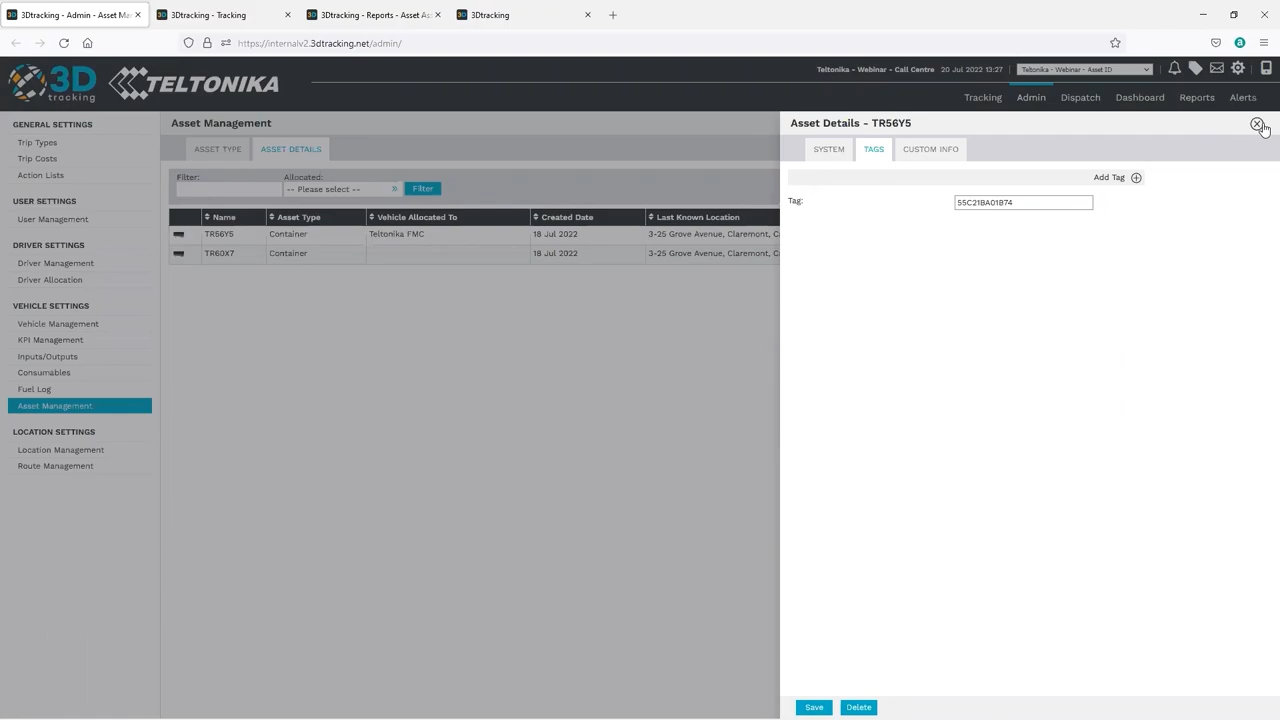 3Dtracking - Admin - Asset Ma
3Dtracking - Tracking
3Dtracking - Reports - Asset As
3Dtracking
https://internalv2.3dtracking.net/admin/
3D
tracking
TELTONIKA
Teltonika - Webinar - Call Centre
20 Jul 2022 13:27
Teltonika - Webinar - Asset ID
Tracking
Admin
Dispatch
Dashboard
Reports
Alerts
GENERAL SETTINGS
Trip Types
Trip Costs
Action Lists
USER SETTINGS
User Management
DRIVER SETTINGS
Driver Management
Driver Allocation
VEHICLE SETTINGS
Vehicle Management
KPI Management
Inputs/Outputs
Consumables
Fuel Log
Asset Management
LOCATION SETTINGS
Location Management
Route Management
Asset Management
ASSET TYPE
ASSET DETAILS
Filter:
Allocated:
-- Please select --
Filter
Name Asset Type Vehicle Allocated To Created Date Last Known Location
TR56Y5 Container Teltonika FMC 18 Jul 2022 3-25 Grove Avenue, Claremont, C
TR60X7 Container 18 Jul 2022 3-25 Grove Avenue, Claremont, C
Asset Details - TR56Y5
SYSTEM
TAGS
CUSTOM INFO
Add Tag
Tag: 55C21BA01B74
Save
Delete